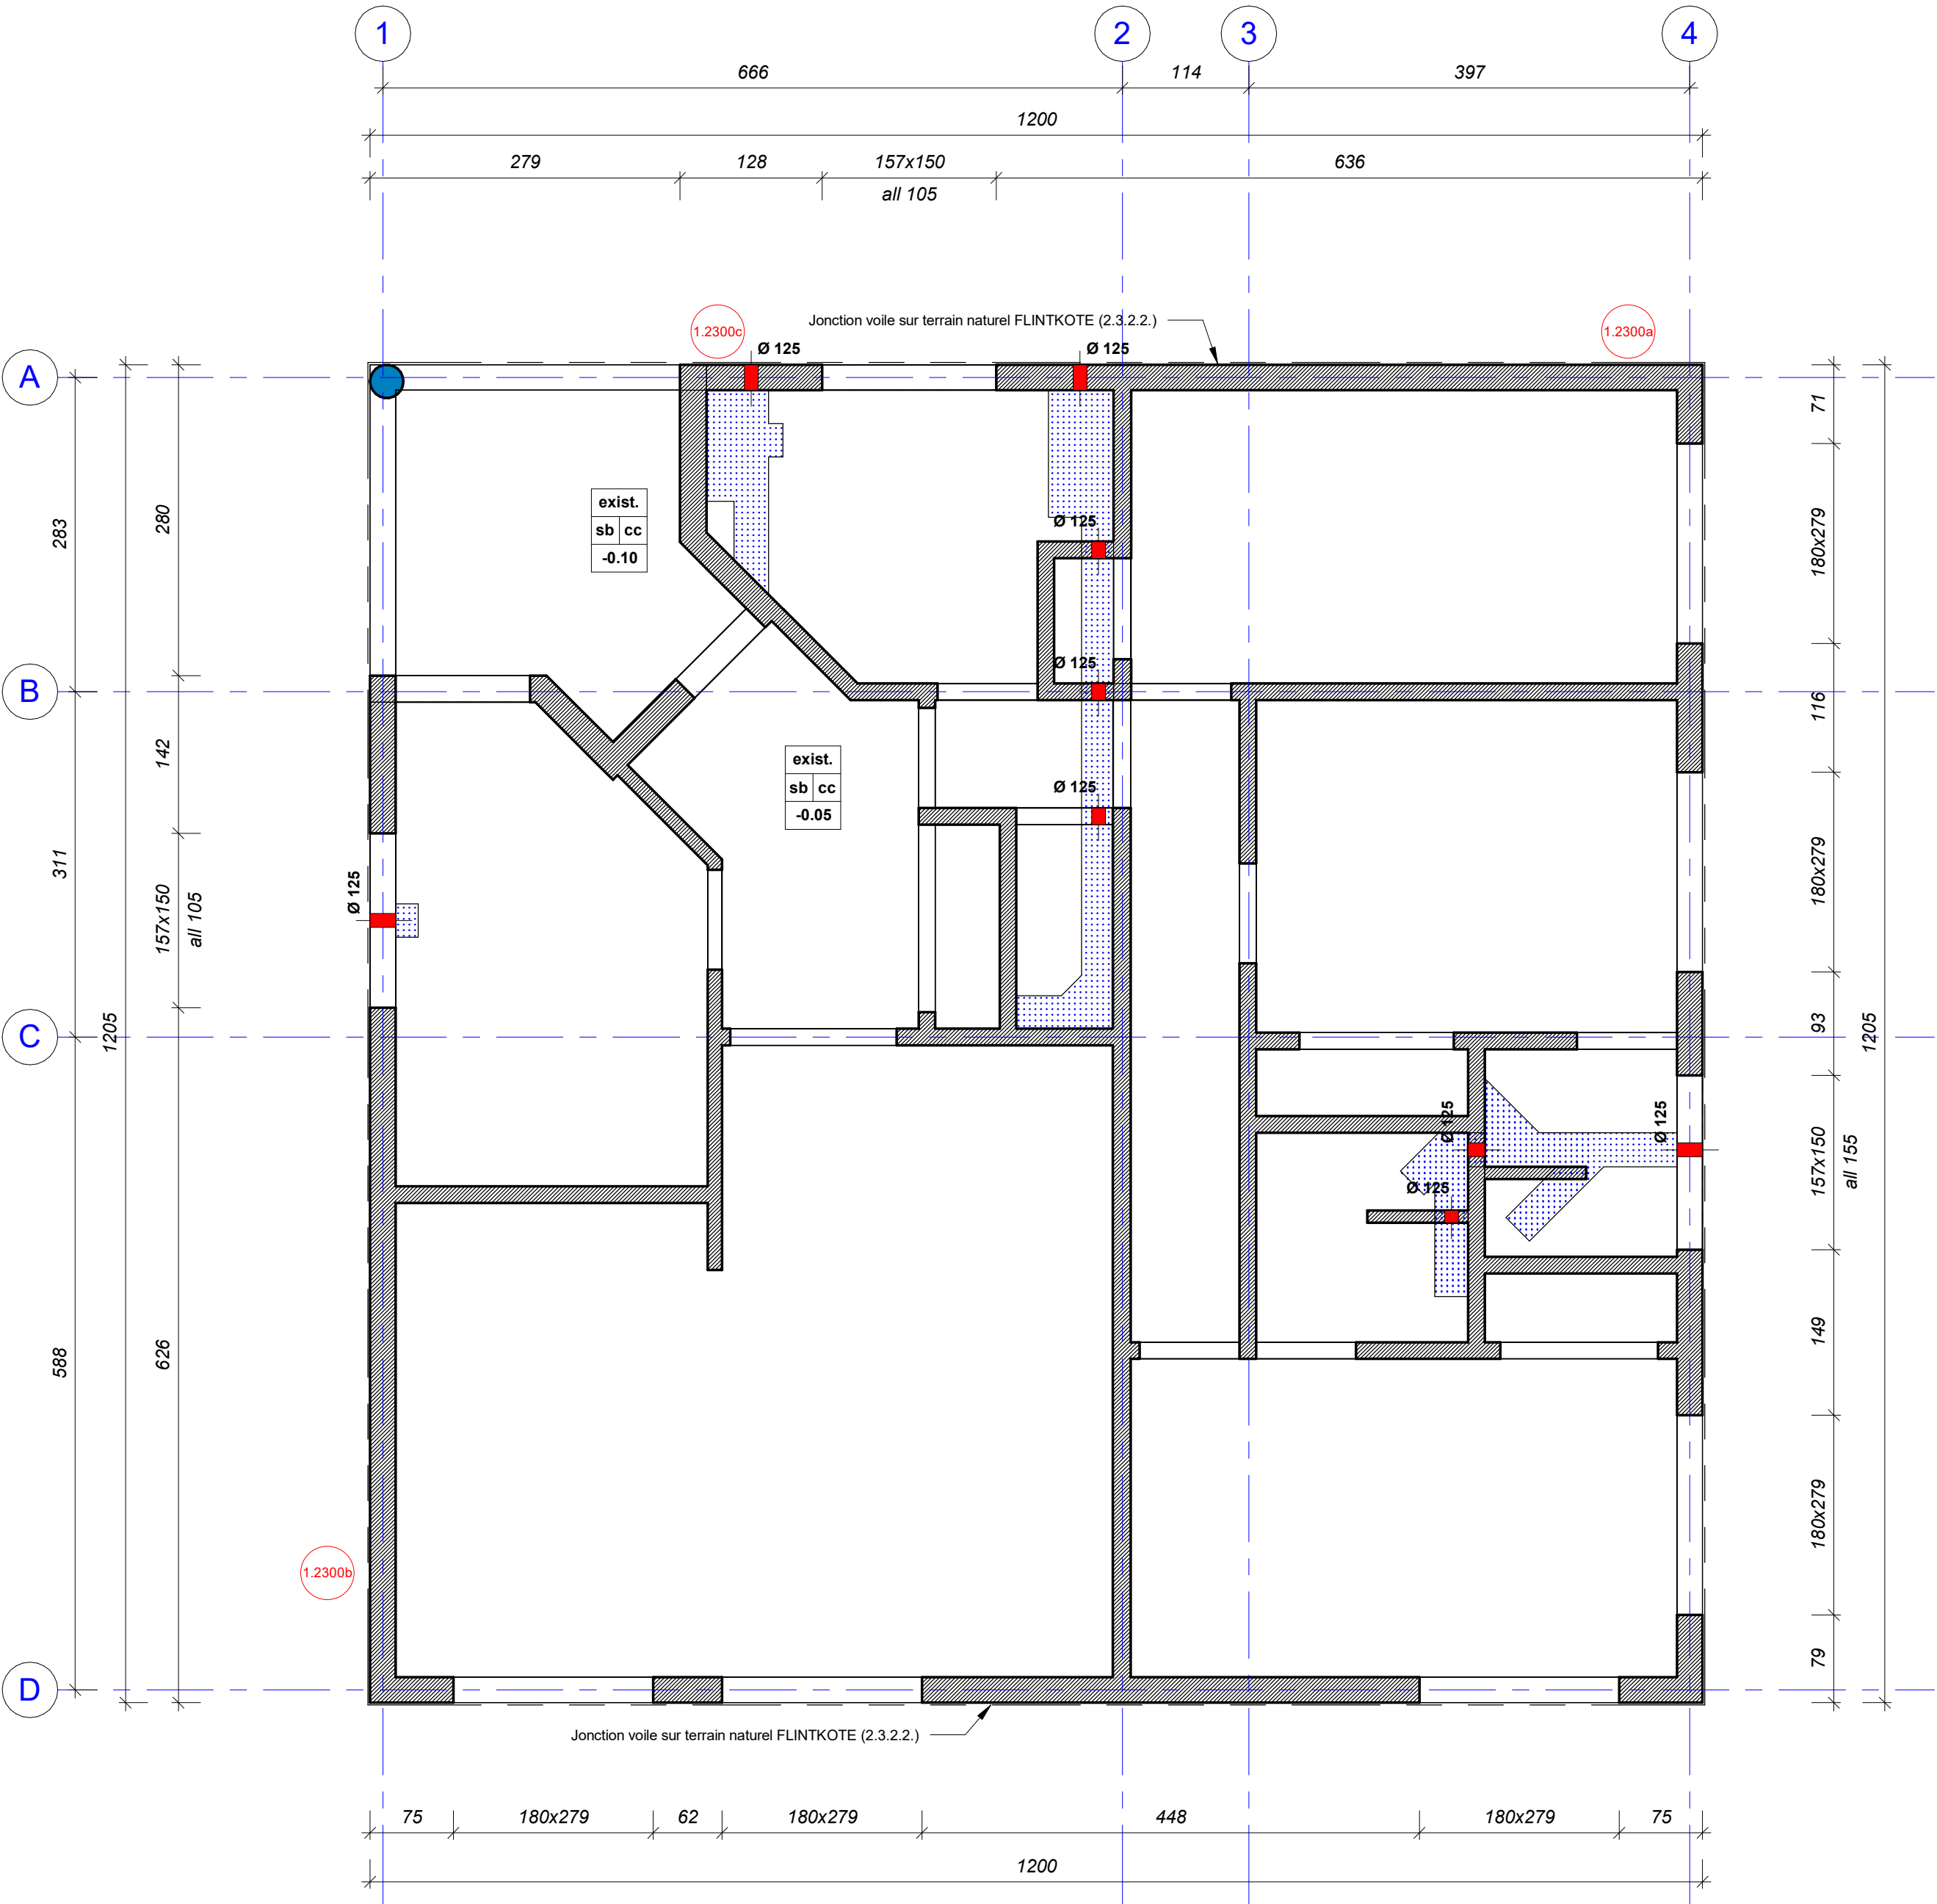 1
2
3
4
666
114
397
1200
279
128
157x150
636
all 105
1.2300c
Jonction voile sur terrain naturel FLINTKOTE (2.3.2.2.)
1.2300a
Ø 125
Ø 125
A
71
280
283
exist.
sb cc
-0.10
Ø 125
180x279
B
Ø 125
116
142
exist.
sb cc
-0.05
Ø 125
311
Ø 125
157x150
all 105
180x279
C
1205
93
1205
Ø 125
Ø 125
157x150
all 155
Ø 125
588
626
149
180x279
1.2300b
79
D
Jonction voile sur terrain naturel FLINTKOTE (2.3.2.2.)
75
180x279
62
180x279
448
180x279
75
1200